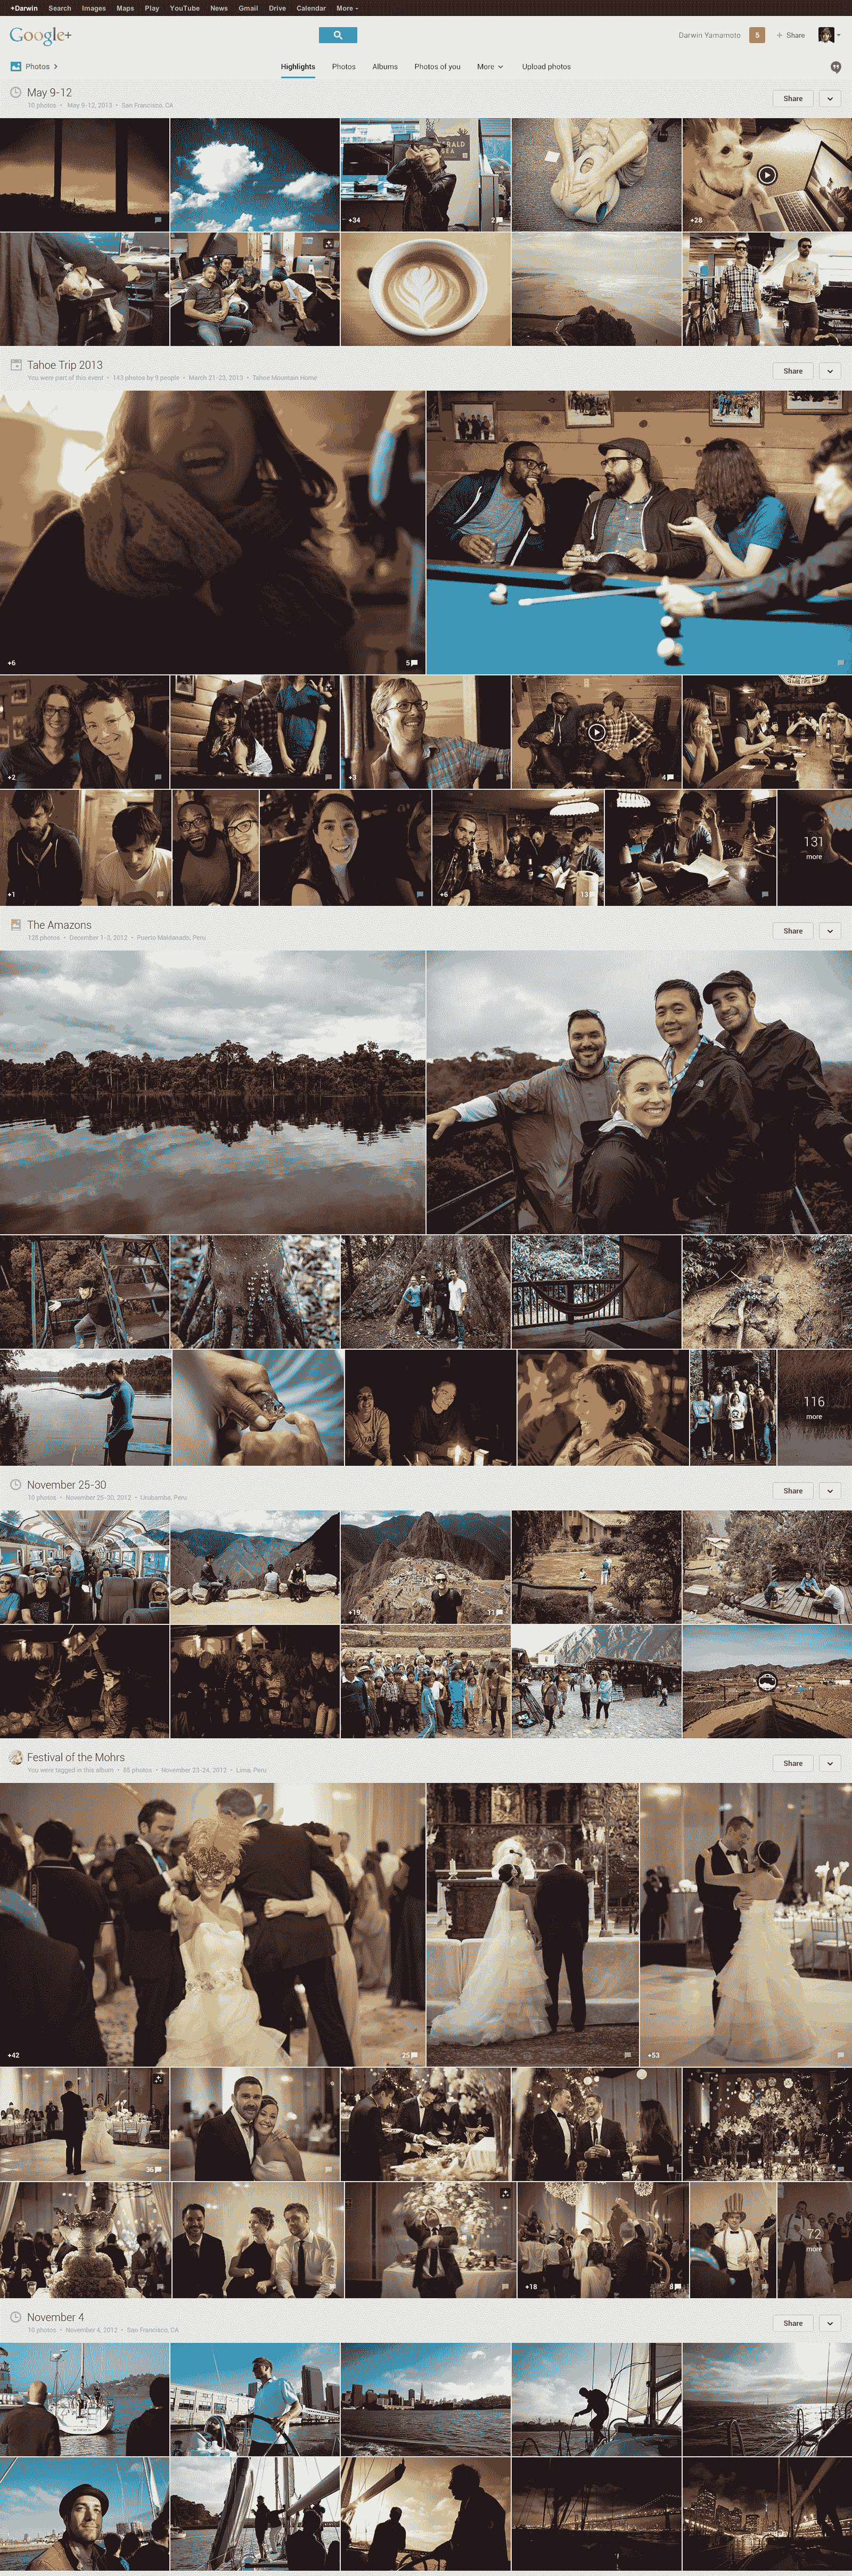 +Darwin Search Images Maps Play YouTube News Gmail Drive Calendar More
Google+
Darwin Yamamoto 5 + Share
Photos Highlights Photos Albums Photos of you More Upload photos
May 9-12
10 photos • May 9-12, 2013 • San Francisco, CA
Share
+34 2
+28
Tahoe Trip 2013
You were part of this event • 143 photos by 9 people • March 21-23, 2013 • Tahoe Mountain Home
Share
+6 5
+2
+3
4
+1
+6 13
131
more
The Amazons
128 photos • December 1-3, 2012 • Puerto Maldanado, Peru
Share
116
more
November 25-30
10 photos • November 25-30, 2012 • Urubamba, Peru
Share
+19 11
Festival of the Mohrs
You were tagged in this album • 85 photos • November 23-24, 2012 • Lima, Peru
Share
+42 25
+53
36
+18 8
72
more
November 4
10 photos • November 4, 2012 • San Francisco, CA
Share